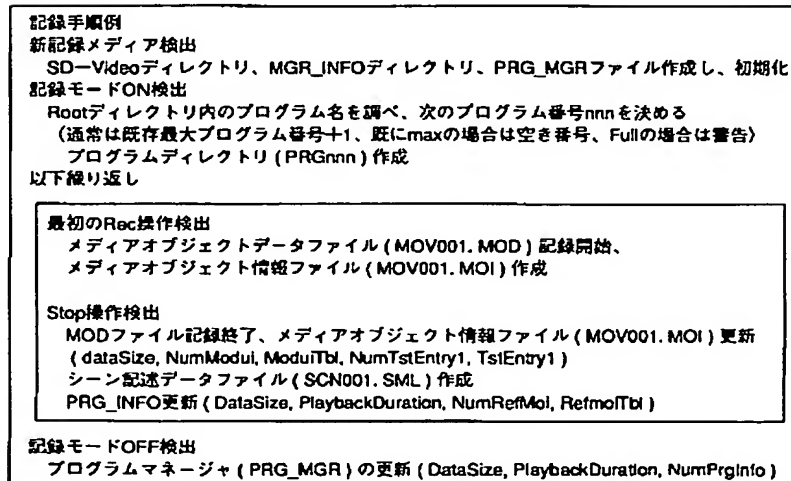 記録手順例
新記録メディア検出
SD－Videoディレクトリ、MGR_INFOディレクトリ、PRG_MGRファイル作成し、初期化
記録モードON検出
Rootディレクトリ内のプログラム名を調べ、次のプログラム番号nnnを決める
（通常は既存最大プログラム番号＋1、既にmaxの場合は空き番号、Fullの場合は警告）
プログラムディレクトリ(PRGnnn)作成
以下繰り返し
最初のRec操作検出
メディアオブジェクトデータファイル(MOV001.MOD)記録開始、
メディアオブジェクト情報ファイル(MOV001.MOI)作成
Stop操作検出
MODファイル記録終了、メディアオブジェクト情報ファイル(MOV001.MOI)更新
(dataSize, NumModui, ModuiTbl, NumTstEntry1, TstEntry1)
シーン記述データファイル(SCN001.SML)作成
PRG_INFO更新(DataSize, PlaybackDuration, NumRefMoi, RefmoiTbl)
記録モードOFF検出
プログラムマネージャ(PRG_MGR)の更新(DataSize, PlaybackDuration, NumPrgInfo)